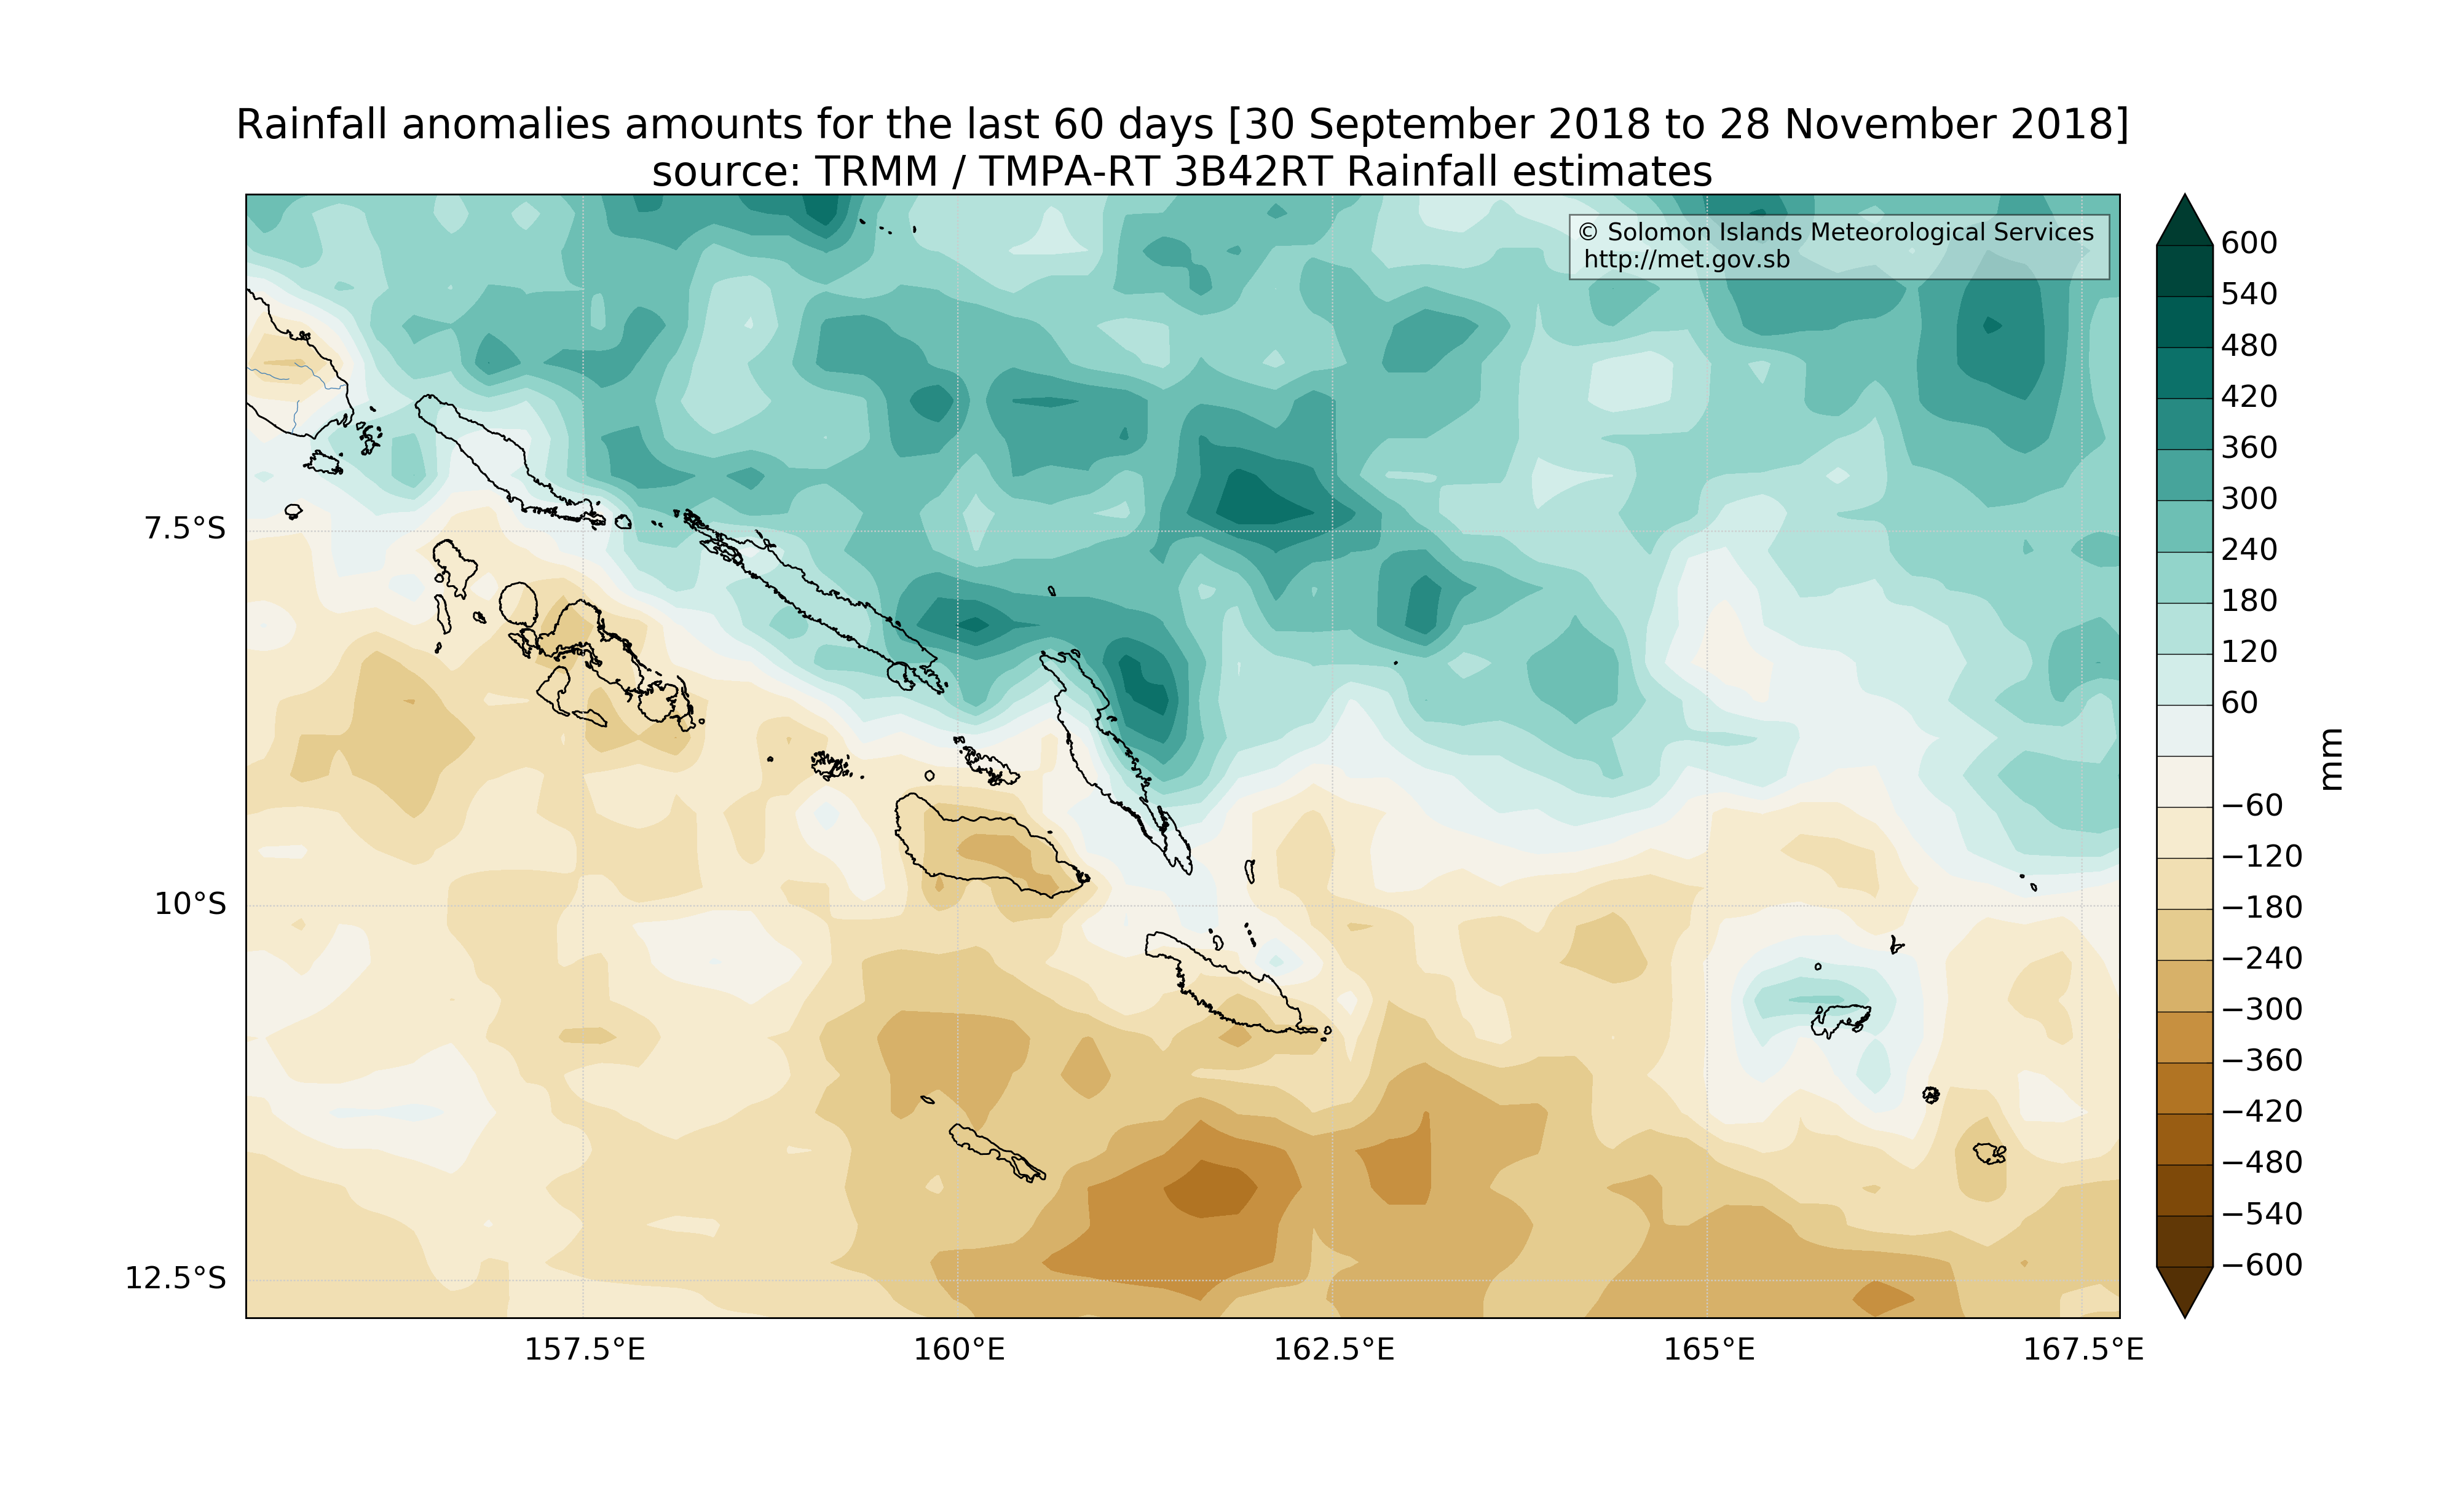 Rainfall anomalies amounts for the last 60 days [30 September 2018 to 28 November 2018]
source: TRMM / TMPA-RT 3B42RT Rainfall estimates
© Solomon Islands Meteorological Services
http://met.gov.sb
7.5°S
10°S
12.5°S
157.5°E
160°E
162.5°E
165°E
167.5°E
600
540
480
420
360
300
240
180
120
60
−60
−120
−180
−240
−300
−360
−420
−480
−540
−600
mm